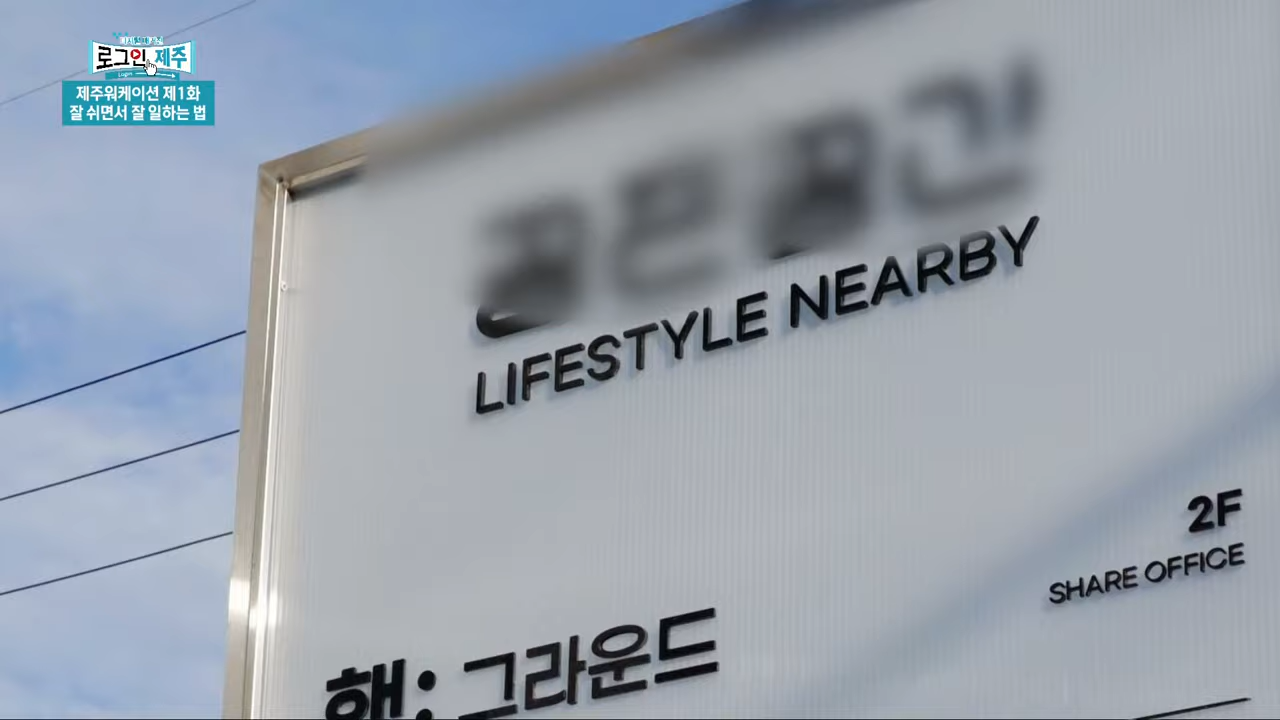 로그인 제주
Login
제주워케이션 제1화
잘 쉬면서 잘 일하는 법
LIFESTYLE NEARBY
2F
SHARE OFFICE
그라운드